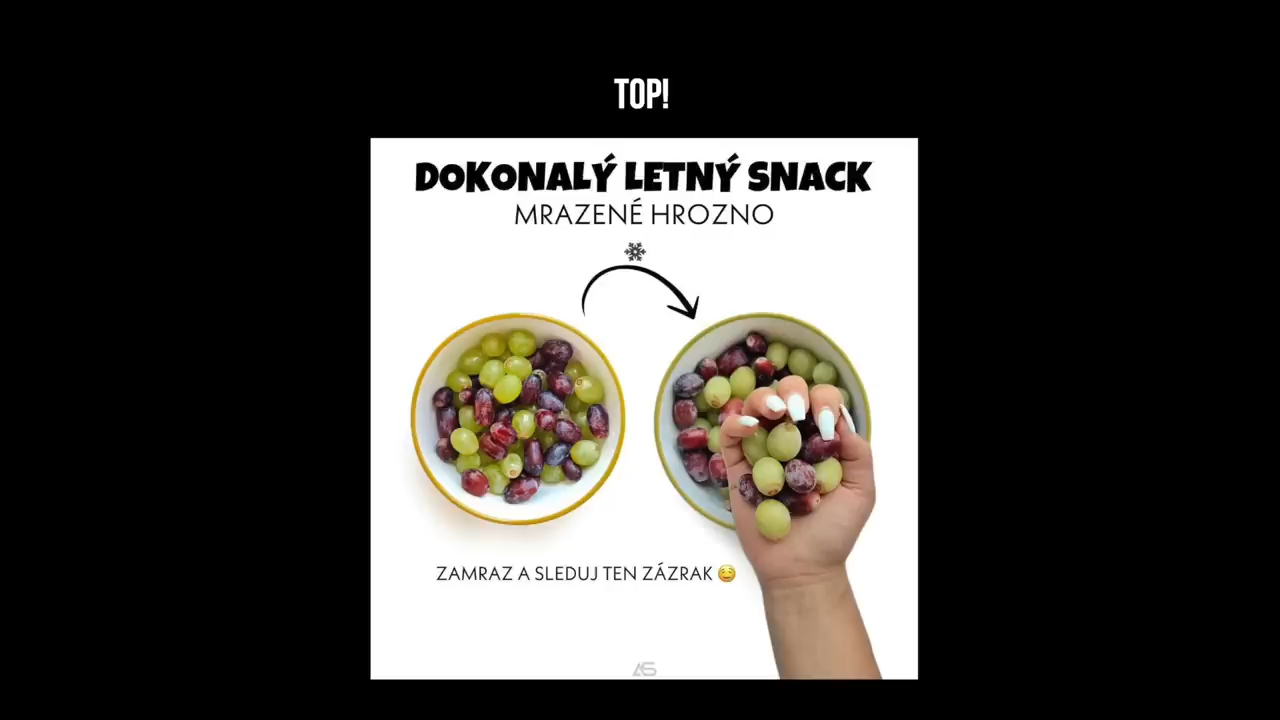 TOP!
DOKONALÝ LETNÝ SNACK
MRAZENÉ HROZNO
ZAMRAZ A SLEDUJ TEN ZÁZRAK